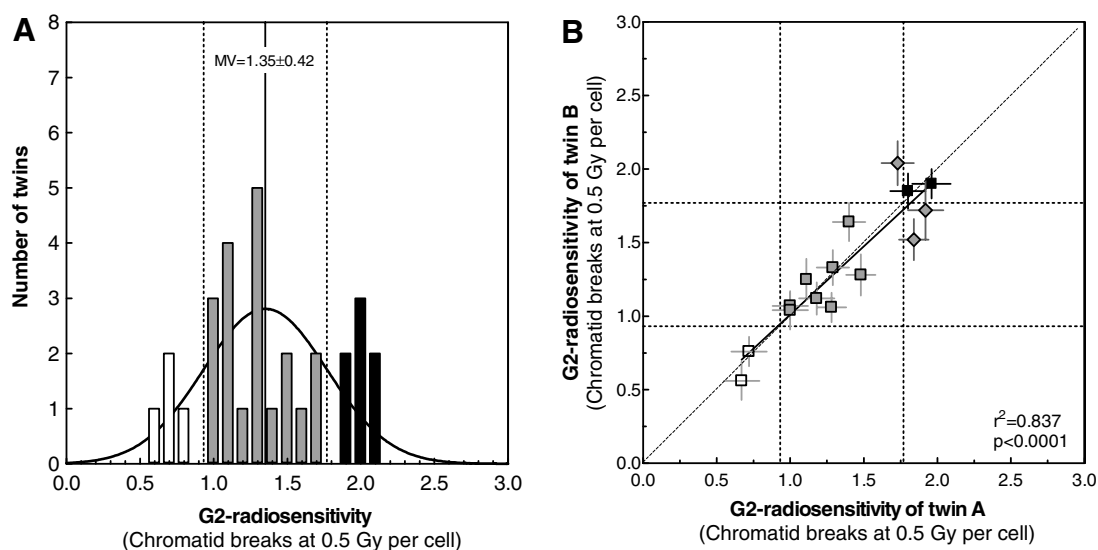 A
8
7
6
5
4
3
2
1
0
Number of twins
MV=1.35±0.42
0.0 0.5 1.0 1.5 2.0 2.5 3.0
G2-radiosensitivity
(Chromatid breaks at 0.5 Gy per cell)
B
3.0
2.5
2.0
1.5
1.0
0.5
0.0
G2-radiosensitivity of twin B
(Chromatid breaks at 0.5 Gy per cell)
r²=0.837
p<0.0001
0.0 0.5 1.0 1.5 2.0 2.5 3.0
G2-radiosensitivity of twin A
(Chromatid breaks at 0.5 Gy per cell)